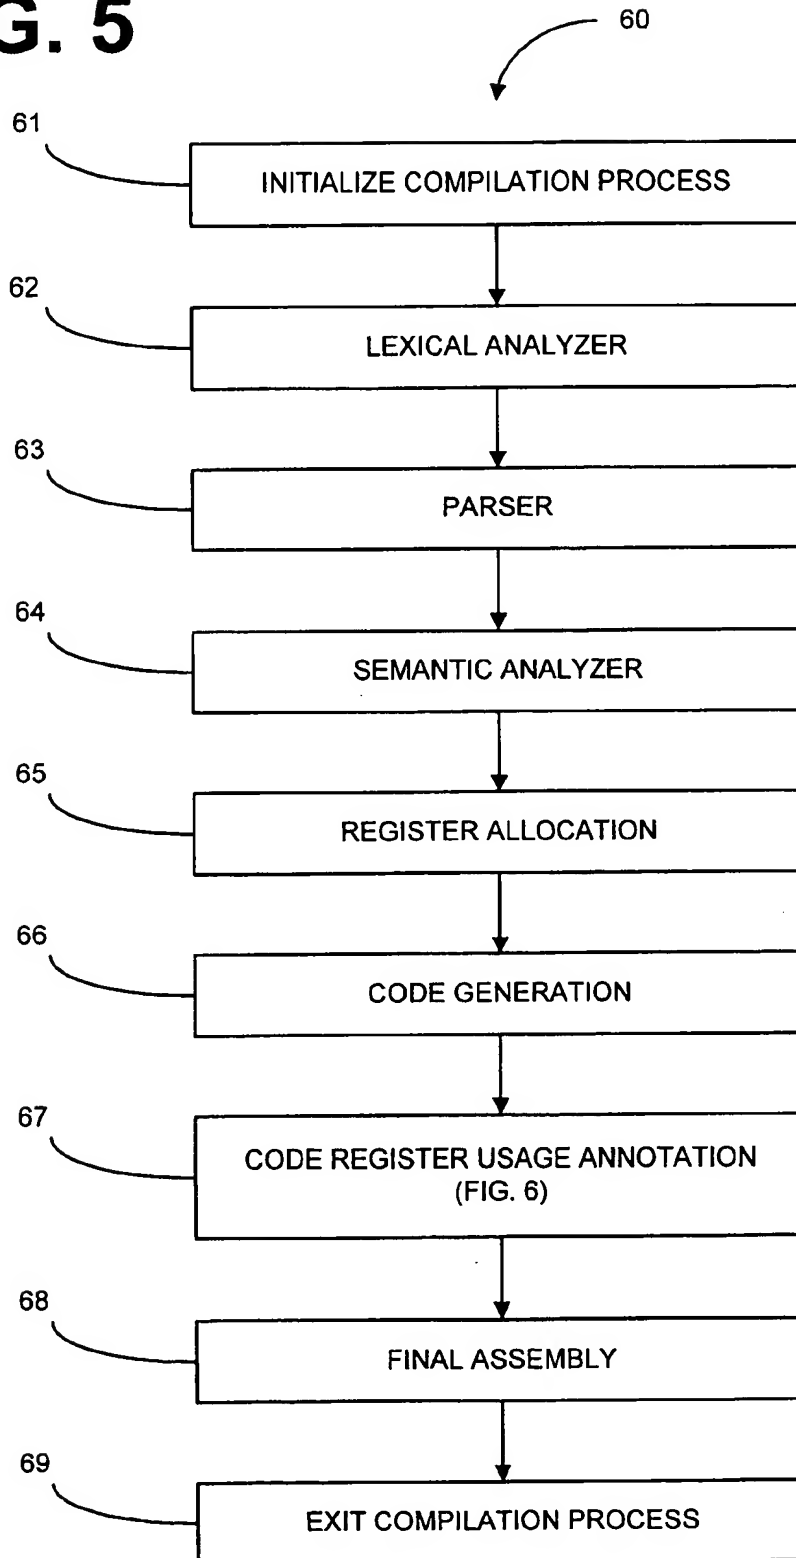 G. 5
60
61
INITIALIZE COMPILATION PROCESS
62
LEXICAL ANALYZER
63
PARSER
64
SEMANTIC ANALYZER
65
REGISTER ALLOCATION
66
CODE GENERATION
67
CODE REGISTER USAGE ANNOTATION
(FIG. 6)
68
FINAL ASSEMBLY
69
EXIT COMPILATION PROCESS